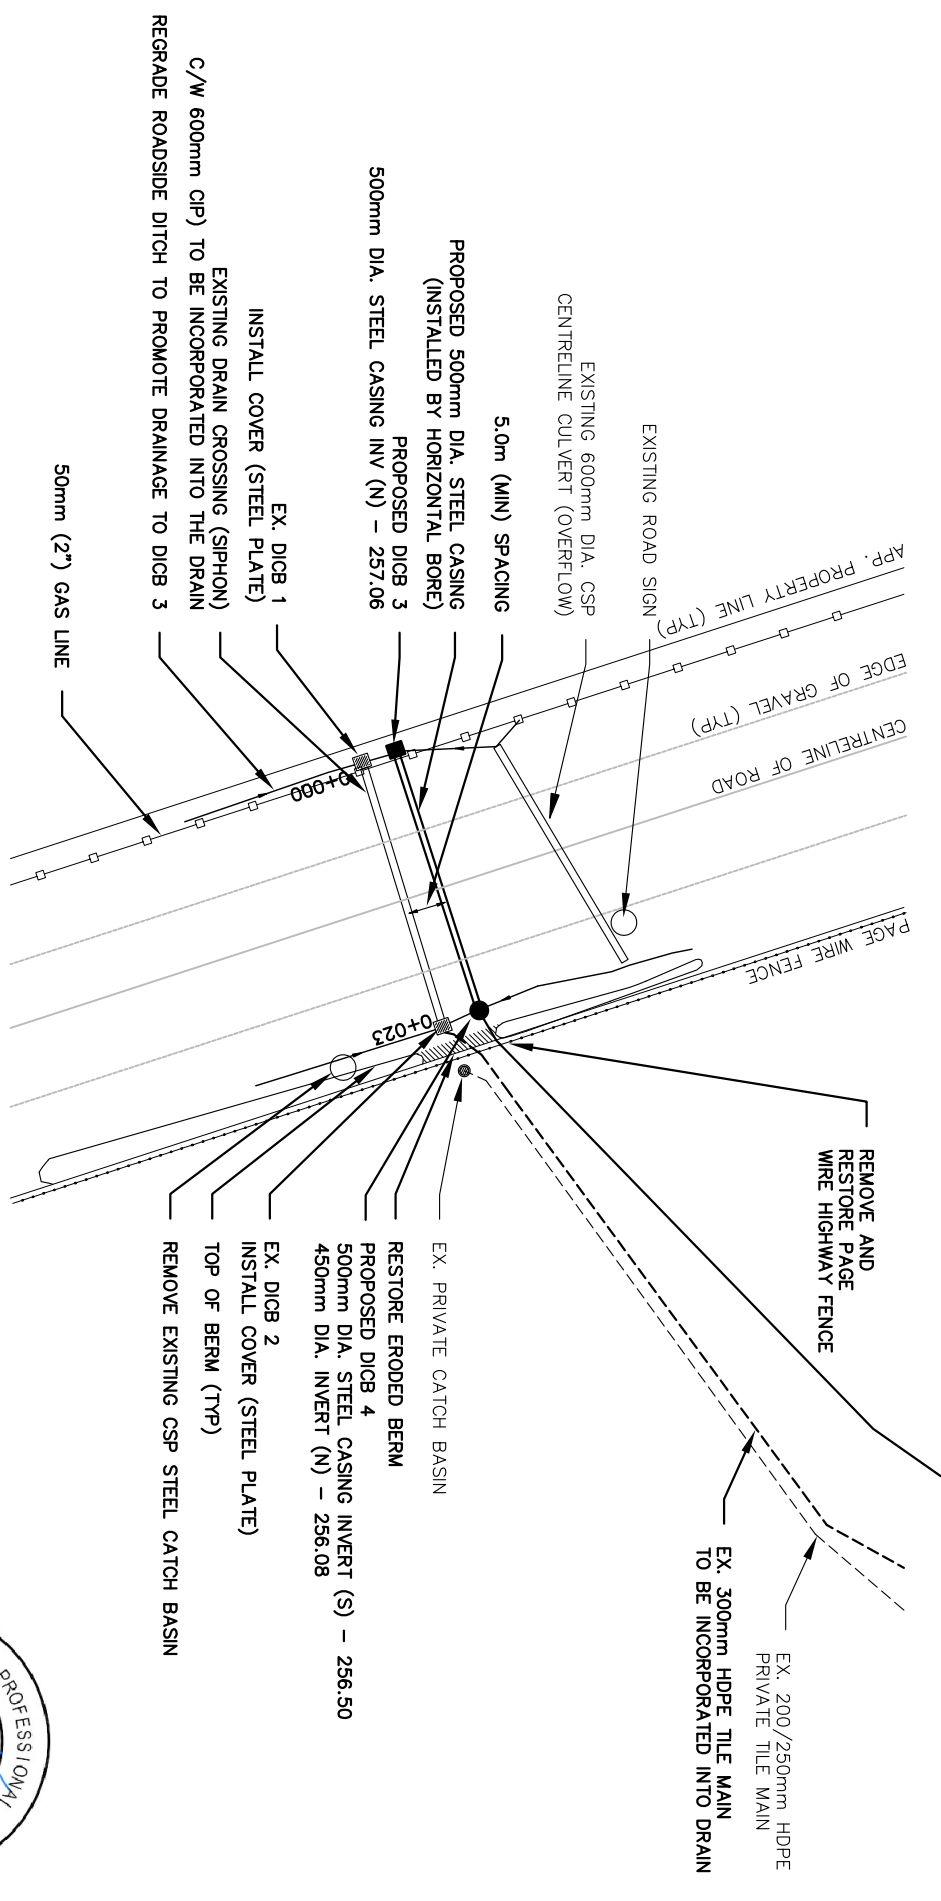 EXISTING ROAD SIGN
EXISTING 600mm DIA. CSP
CENTRELINE CULVERT (OVERFLOW)
5.0m (MIN) SPACING
PROPOSED 500mm DIA. STEEL CASING
(INSTALLED BY HORIZONTAL BORE)
PROPOSED DICB 3
500mm DIA. STEEL CASING INV (N) - 257.06
EX. DICB 1
INSTALL COVER (STEEL PLATE)
EXISTING DRAIN CROSSING (SIPHON)
C/W 600mm CIP) TO BE INCORPORATED INTO THE DRAIN
REGRADE ROADSIDE DITCH TO PROMOTE DRAINAGE TO DICB 3
50mm (2") GAS LINE
APP. PROPERTY LINE (TYP)
EDGE OF GRAVEL (TYP)
CENTRELINE OF ROAD
PAGE WIRE FENCE
0+000
0+023
REMOVE AND
RESTORE PAGE
WIRE HIGHWAY FENCE
EX. PRIVATE CATCH BASIN
RESTORE ERODED BERM
PROPOSED DICB 4
500mm DIA. STEEL CASING INVERT (S) - 256.50
450mm DIA. INVERT (N) - 256.08
EX. DICB 2
INSTALL COVER (STEEL PLATE)
TOP OF BERM (TYP)
REMOVE EXISTING CSP STEEL CATCH BASIN
EX. 200/250mm HDPE
PRIVATE TILE MAIN
EX. 300mm HDPE TILE MAIN
TO BE INCORPORATED INTO DRAIN
PROFESSIONAL